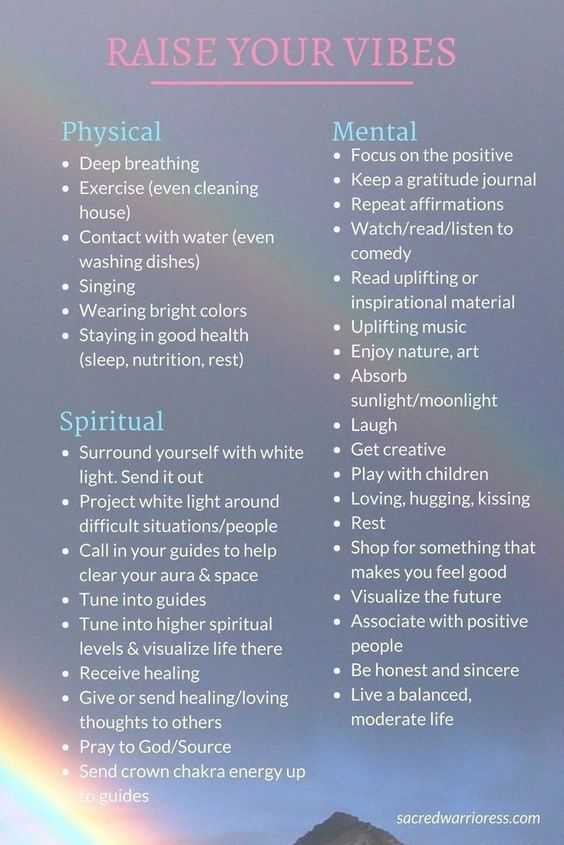 RAISE YOUR VIBES
Physical
• Deep breathing
• Exercise (even cleaning
house)
• Contact with water (even
washing dishes)
• Singing
• Wearing bright colors
• Staying in good health
(sleep, nutrition, rest)
Spiritual
• Surround yourself with white
light. Send it out
• Project white light around
difficult situations/people
• Call in your guides to help
clear your aura & space
• Tune into guides
• Tune into higher spiritual
levels & visualize life there
• Receive healing
• Give or send healing/loving
thoughts to others
• Pray to God/Source
• Send crown chakra energy up
to guides
Mental
• Focus on the positive
• Keep a gratitude journal
• Repeat affirmations
• Watch/read/listen to
comedy
• Read uplifting or
inspirational material
• Uplifting music
• Enjoy nature, art
• Absorb
sunlight/moonlight
• Laugh
• Get creative
• Play with children
• Loving, hugging, kissing
• Rest
• Shop for something that
makes you feel good
• Visualize the future
• Associate with positive
people
• Be honest and sincere
• Live a balanced,
moderate life
sacredwarrioress.com